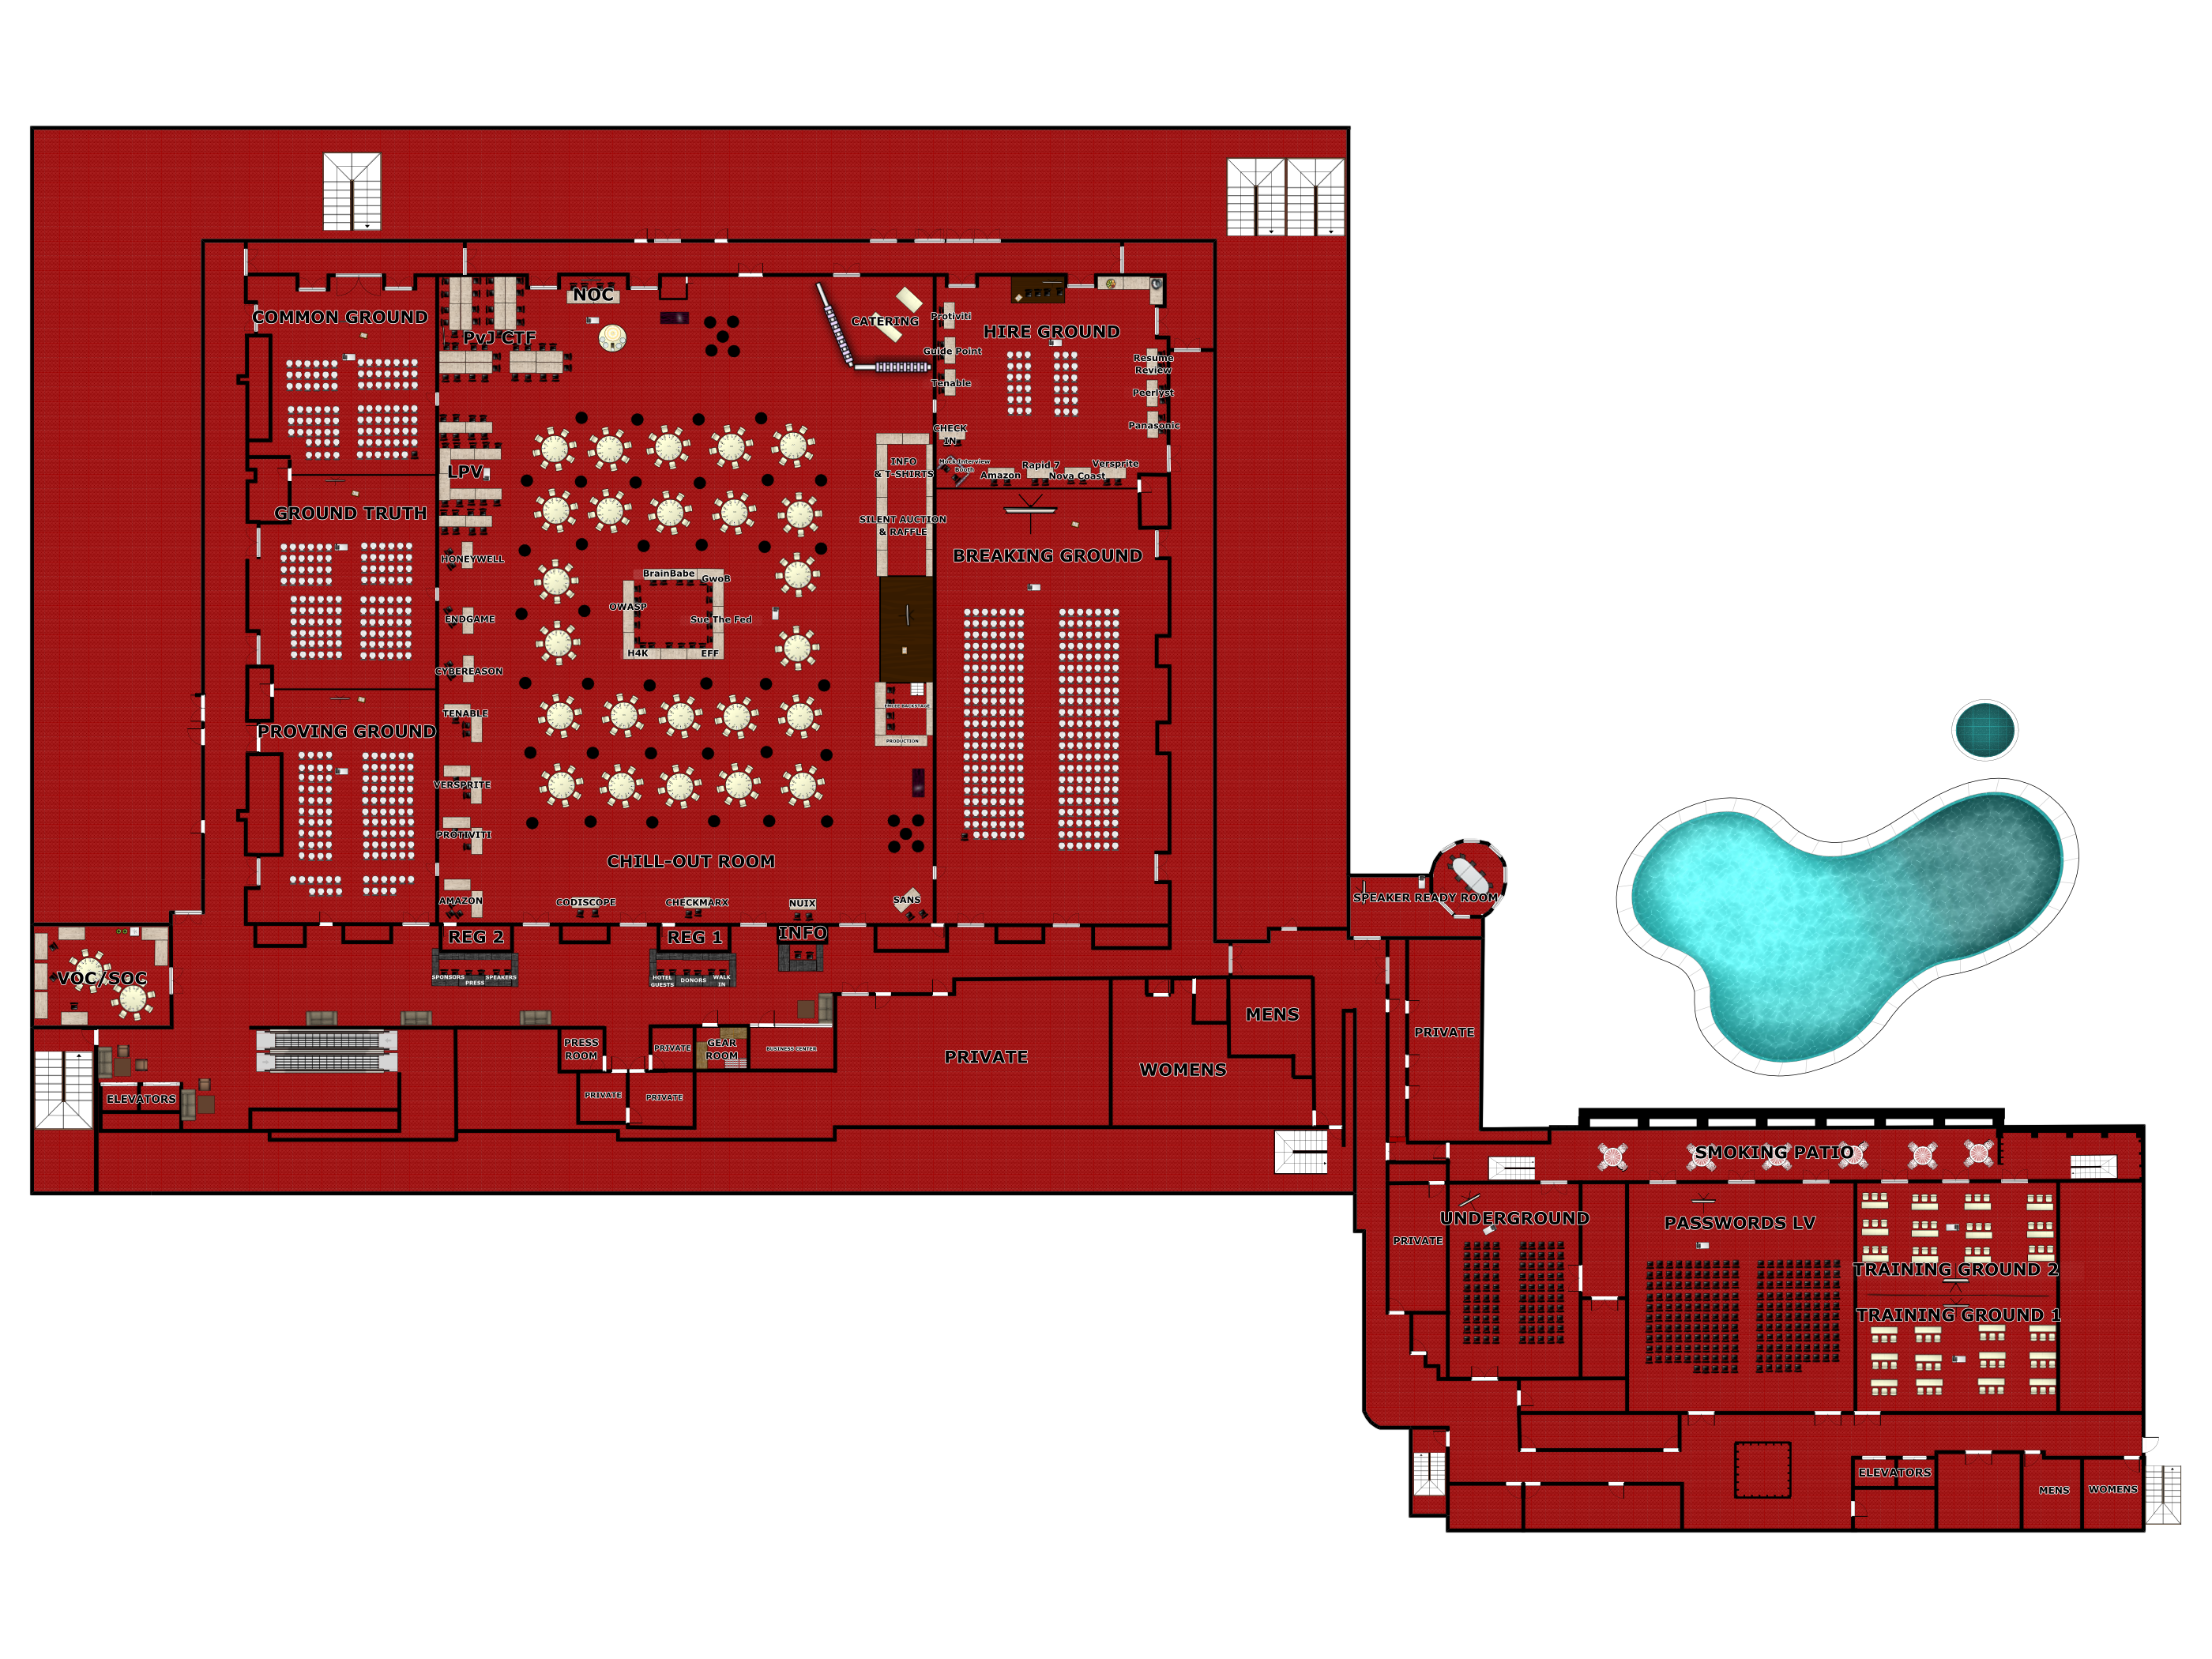 NOC
COMMON GROUND
PvJ CTF
CATERING
Protiviti
HIRE GROUND
Guide Point
Resume
Review
Tenable
Peerlyst
Panasonic
CHECK
IN
LPV
INFO
& T-SHIRTS
Mock Interview
Booth
Rapid 7
Versprite
Amazon
Nova Coast
GROUND TRUTH
SILENT AUCTION
& RAFFLE
HONEYWELL
BREAKING GROUND
BrainBabe
GwoB
OWASP
ENDGAME
Sue The Fed
H4K
EFF
CYBEREASON
TENABLE
PROVING GROUND
PRODUCTION
VERSPRITE
PROTIVITI
CHILL-OUT ROOM
AMAZON
CODISCOPE
CHECKMARX
NUIX
SANS
SPEAKER READY ROOM
REG 2
REG 1
INFO
VOC/SOC
SPONSORS
SPEAKERS
PRESS
HOTEL
GUESTS
DONORS
WALK
IN
MENS
PRIVATE
PRESS
ROOM
PRIVATE
GEAR
ROOM
BUSINESS CENTER
PRIVATE
WOMENS
ELEVATORS
PRIVATE
PRIVATE
SMOKING PATIO
UNDERGROUND
PASSWORDS LV
PRIVATE
TRAINING GROUND 2
TRAINING GROUND 1
ELEVATORS
MENS
WOMENS